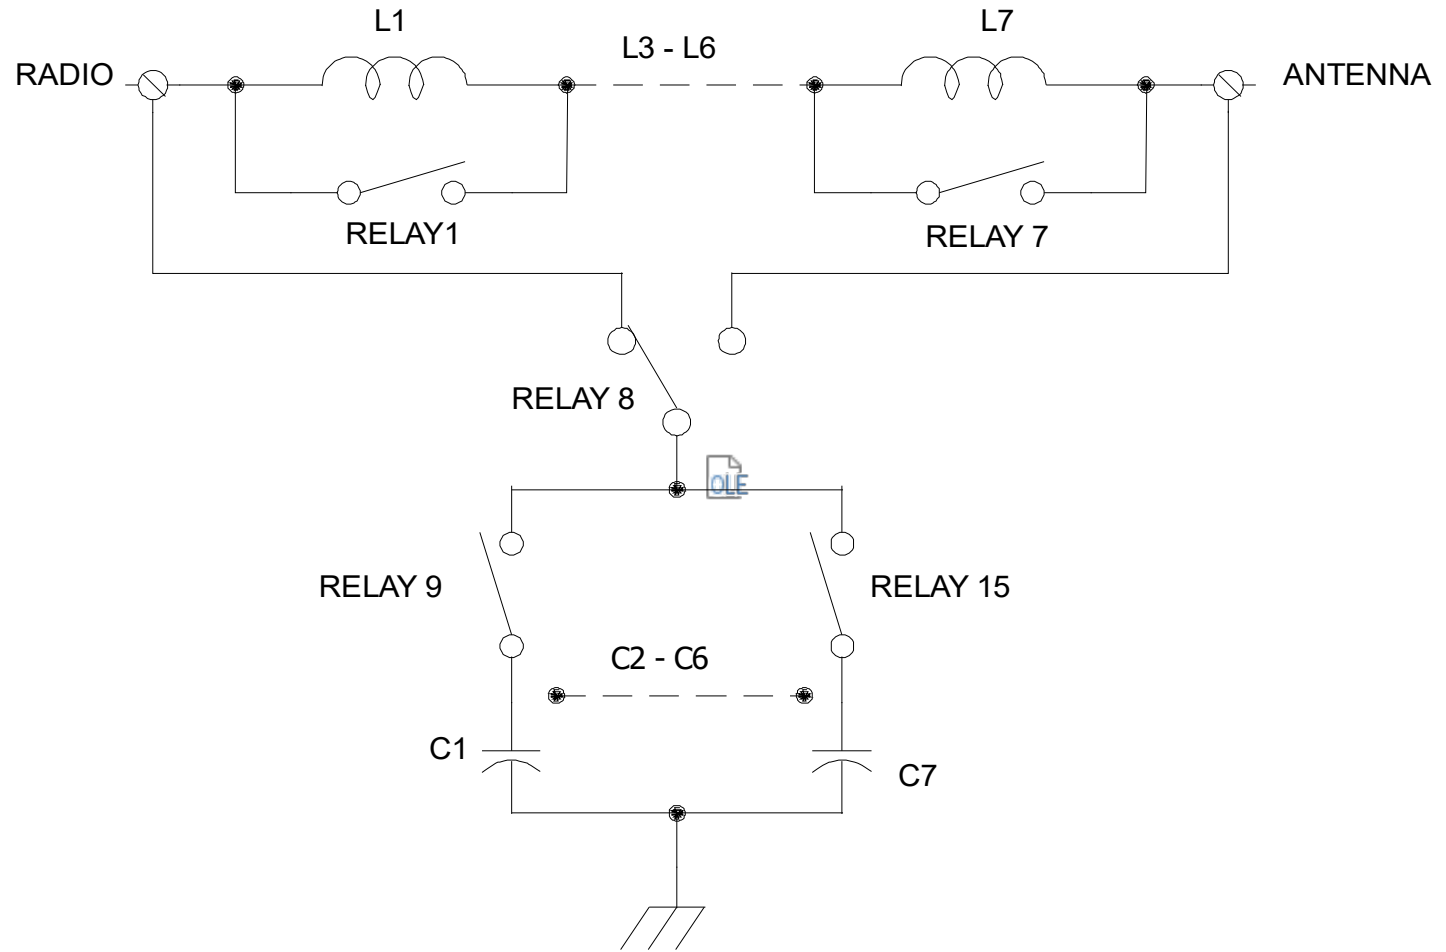 L1
L7
L3 - L6
RADIO
ANTENNA
RELAY1
RELAY 7
RELAY 8
OLE
RELAY 9
RELAY 15
C2 - C6
C1
C7